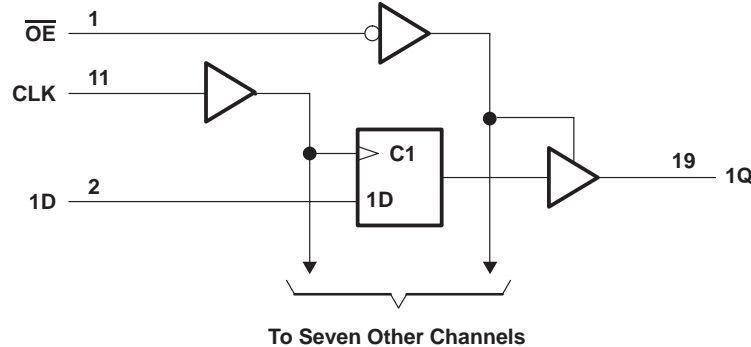 OE
1
CLK
11
C1
1D
2
1D
19
1Q
To Seven Other Channels